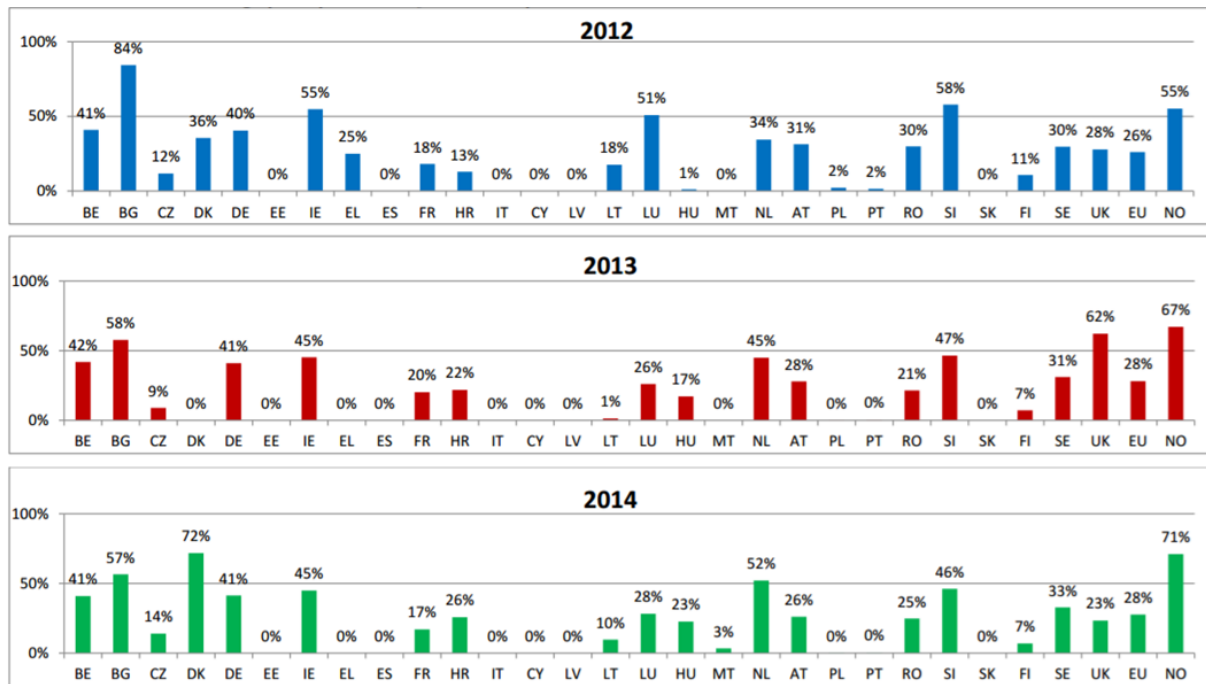 2012
100%
50%
0%
41% 84% 12% 36% 40% 0% 55% 25% 0% 18% 13% 0% 0% 0% 18% 51% 1% 0% 34% 31% 2% 2% 30% 58% 0% 11% 30% 28% 26% 55%
BE BG CZ DK DE EE IE EL ES FR HR IT CY LV LT LU HU MT NL AT PL PT RO SI SK FI SE UK EU NO
2013
100%
50%
0%
42% 58% 9% 0% 41% 0% 45% 0% 0% 20% 22% 0% 0% 0% 1% 26% 17% 0% 45% 28% 0% 0% 21% 47% 0% 7% 31% 62% 28% 67%
BE BG CZ DK DE EE IE EL ES FR HR IT CY LV LT LU HU MT NL AT PL PT RO SI SK FI SE UK EU NO
2014
100%
50%
0%
41% 57% 14% 72% 41% 0% 45% 0% 0% 17% 26% 0% 0% 0% 10% 28% 23% 3% 52% 26% 0% 0% 25% 46% 0% 7% 33% 23% 28% 71%
BE BG CZ DK DE EE IE EL ES FR HR IT CY LV LT LU HU MT NL AT PL PT RO SI SK FI SE UK EU NO